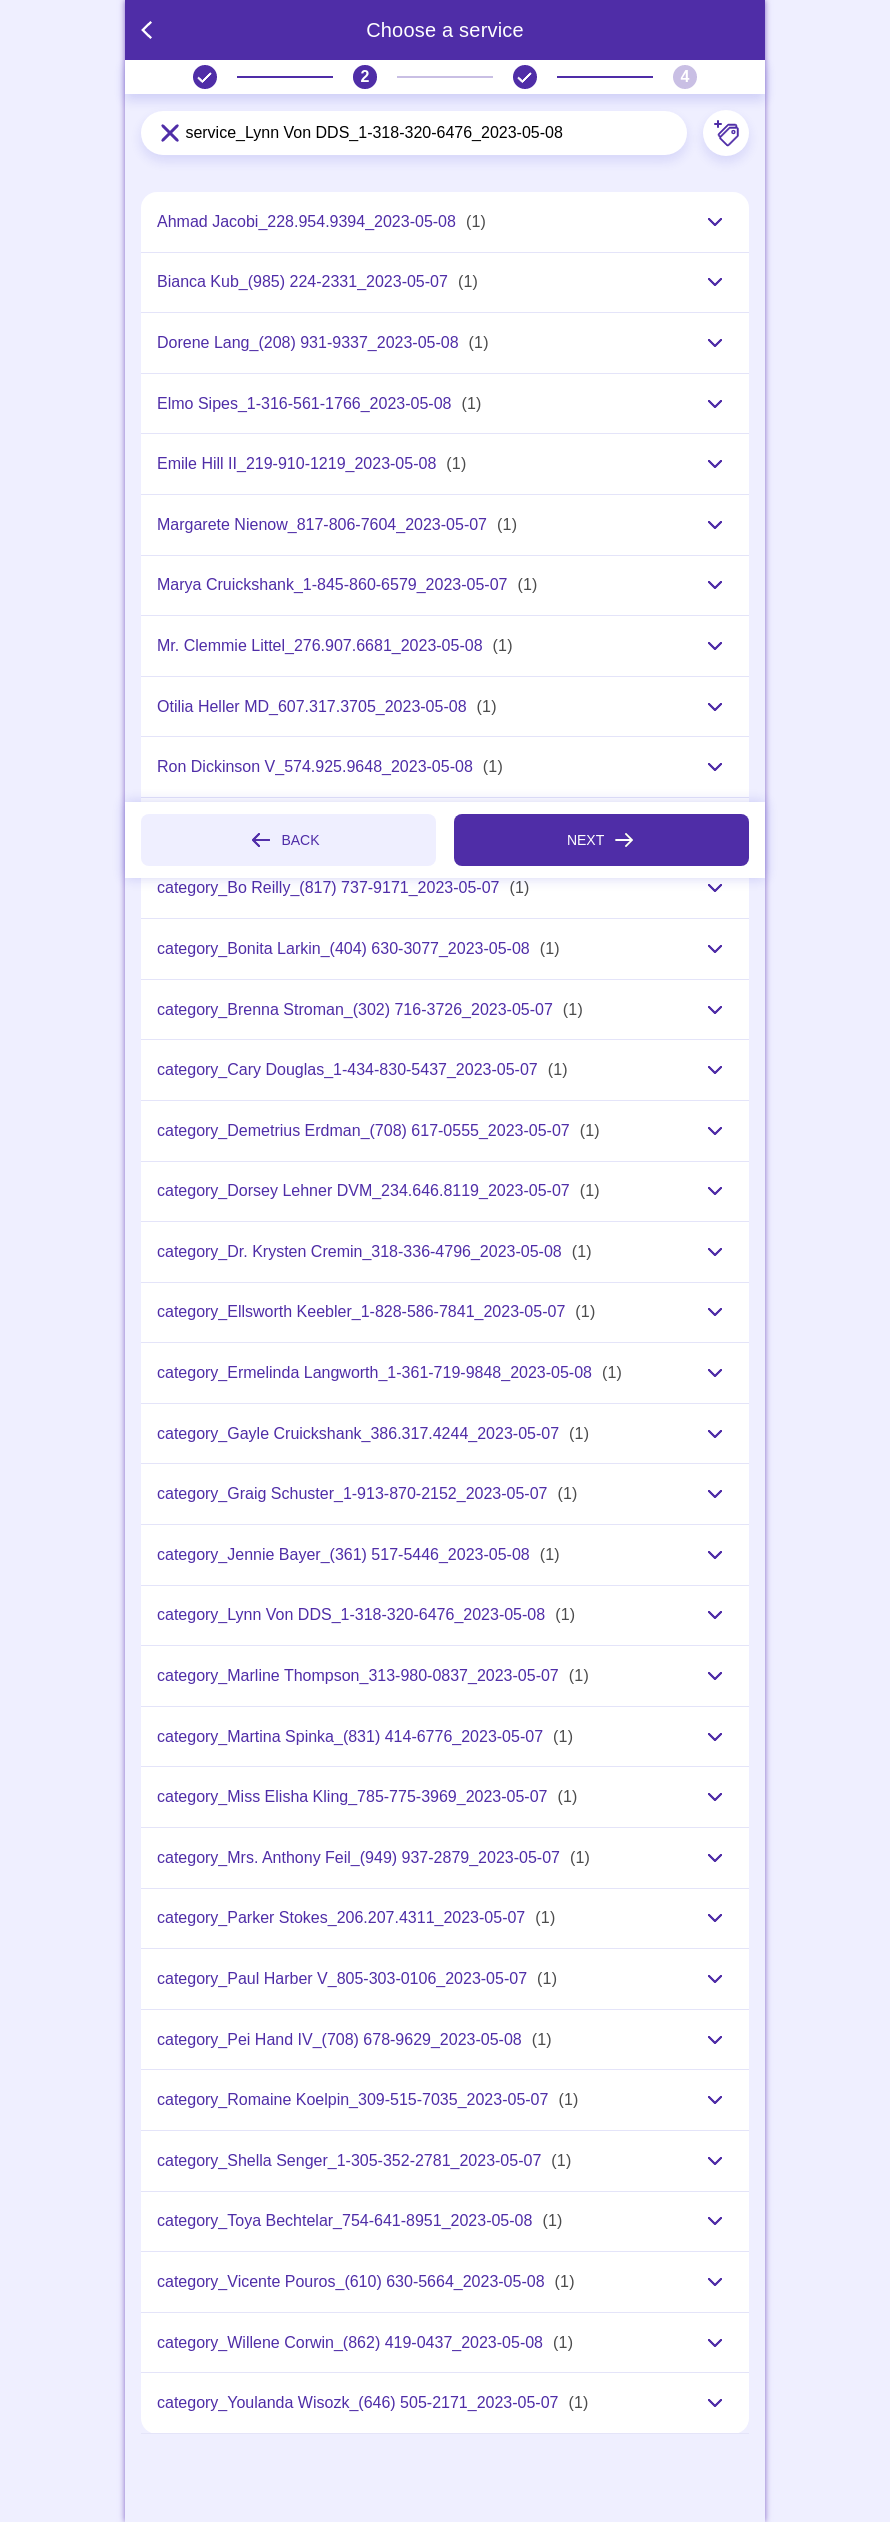 Choose a service
2
4
service_Lynn Von DDS_1-318-320-6476_2023-05-08
Ahmad Jacobi_228.954.9394_2023-05-08 (1)
Bianca Kub_(985) 224-2331_2023-05-07 (1)
Dorene Lang_(208) 931-9337_2023-05-08 (1)
Elmo Sipes_1-316-561-1766_2023-05-08 (1)
Emile Hill II_219-910-1219_2023-05-08 (1)
Margarete Nienow_817-806-7604_2023-05-07 (1)
Marya Cruickshank_1-845-860-6579_2023-05-07 (1)
Mr. Clemmie Littel_276.907.6681_2023-05-08 (1)
Otilia Heller MD_607.317.3705_2023-05-08 (1)
Ron Dickinson V_574.925.9648_2023-05-08 (1)
BACK
NEXT
category_Bo Reilly_(817) 737-9171_2023-05-07 (1)
category_Bonita Larkin_(404) 630-3077_2023-05-08 (1)
category_Brenna Stroman_(302) 716-3726_2023-05-07 (1)
category_Cary Douglas_1-434-830-5437_2023-05-07 (1)
category_Demetrius Erdman_(708) 617-0555_2023-05-07 (1)
category_Dorsey Lehner DVM_234.646.8119_2023-05-07 (1)
category_Dr. Krysten Cremin_318-336-4796_2023-05-08 (1)
category_Ellsworth Keebler_1-828-586-7841_2023-05-07 (1)
category_Ermelinda Langworth_1-361-719-9848_2023-05-08 (1)
category_Gayle Cruickshank_386.317.4244_2023-05-07 (1)
category_Graig Schuster_1-913-870-2152_2023-05-07 (1)
category_Jennie Bayer_(361) 517-5446_2023-05-08 (1)
category_Lynn Von DDS_1-318-320-6476_2023-05-08 (1)
category_Marline Thompson_313-980-0837_2023-05-07 (1)
category_Martina Spinka_(831) 414-6776_2023-05-07 (1)
category_Miss Elisha Kling_785-775-3969_2023-05-07 (1)
category_Mrs. Anthony Feil_(949) 937-2879_2023-05-07 (1)
category_Parker Stokes_206.207.4311_2023-05-07 (1)
category_Paul Harber V_805-303-0106_2023-05-07 (1)
category_Pei Hand IV_(708) 678-9629_2023-05-08 (1)
category_Romaine Koelpin_309-515-7035_2023-05-07 (1)
category_Shella Senger_1-305-352-2781_2023-05-07 (1)
category_Toya Bechtelar_754-641-8951_2023-05-08 (1)
category_Vicente Pouros_(610) 630-5664_2023-05-08 (1)
category_Willene Corwin_(862) 419-0437_2023-05-08 (1)
category_Youlanda Wisozk_(646) 505-2171_2023-05-07 (1)